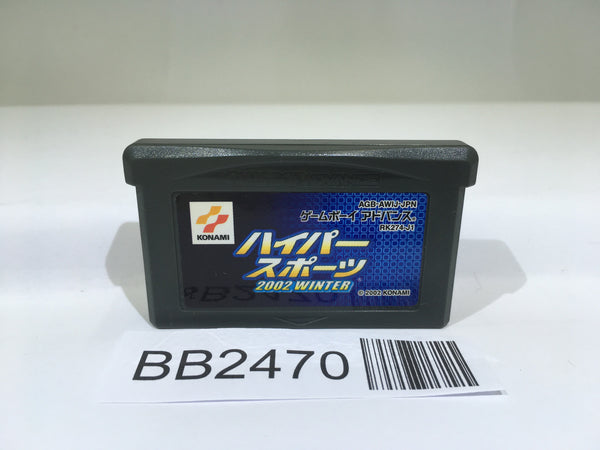 AGB-AWJ-JPN
ゲームボーイ アドバンス®
RK274-J1
KONAMI
ハイパー
スポーツ
2002 WINTER
© 2002 KONAMI
BB2470